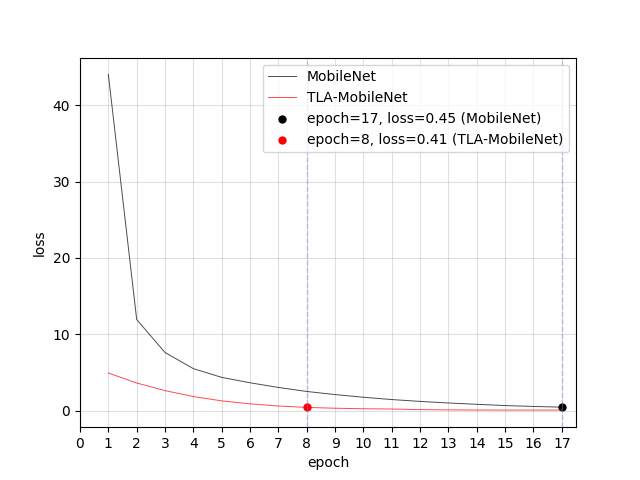 MobileNet
TLA-MobileNet
epoch=17, loss=0.45 (MobileNet)
epoch=8, loss=0.41 (TLA-MobileNet)
40
30
20
10
0
loss
0 1 2 3 4 5 6 7 8 9 10 11 12 13 14 15 16 17
epoch